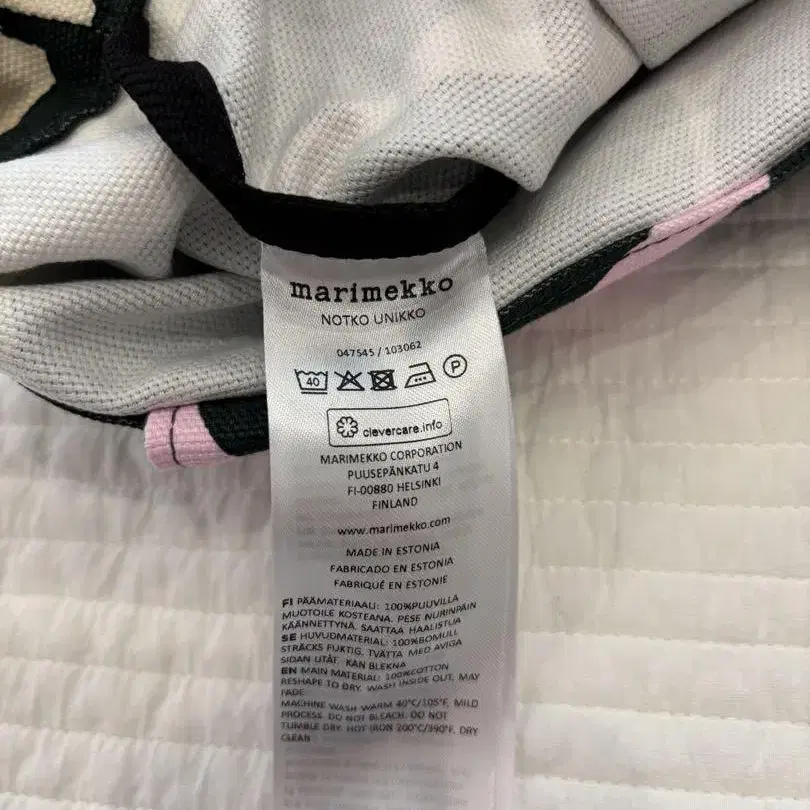 marimekko
NOTKO UNIKKO
047545 / 103062
40 P
clevercare.info
MARIMEKKO CORPORATION
PUUSEPÄNKATU 4
FI-00880 HELSINKI
FINLAND
www.marimekko.com
MADE IN ESTONIA
FABRICADO EN ESTONIA
FABRIQUÉ EN ESTONIE
FI PÄÄMATERIAALI: 100%PUUVILLA
MUOTOILE KOSTEANA. PESE NURINPÄIN
KÄÄNNETTYNÄ. SAATTAA HAALISTUA
SE HUVUDMATERIAL: 100%BOMULL
STRÄCKS FUKTIG. TVÄTTA MED AVIGA
SIDAN UTÅT. KAN BLEKNA
EN MAIN MATERIAL: 100%COTTON
RESHAPE TO DRY. WASH INSIDE OUT, MAY
FADE
MACHINE WASH WARM 40°C/105°F, MILD
PROCESS. DO NOT BLEACH. DO NOT
TUMBLE DRY. HOT IRON 200°C/390°F. DRY
CLEAN